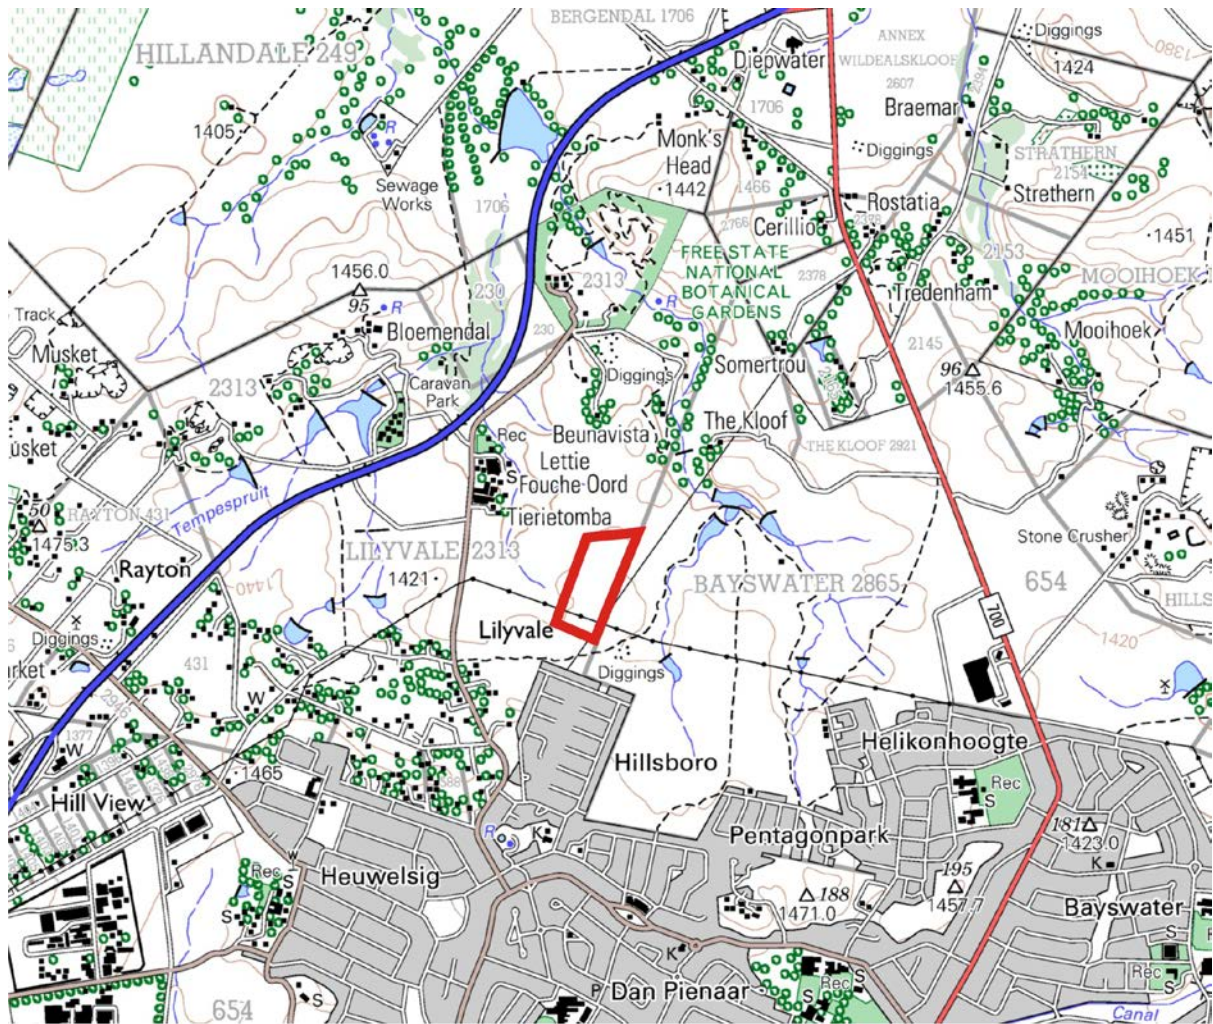 BERGENDAL 1706
HILLANDALE 249
ANNEX
WILDEALSKLOOF
2607
Diggings
1424
1380
Diepwater
1706
2494
Braemar
1405
R
Monk's
Head
1442
Diggings
STRATHERN
2154
Strethern
Sewage
Works
1706
1466
Rostatia
2766
Cerillio
2378
1451
2153
1456.0
95
R
230
2313
FREE STATE
NATIONAL
BOTANICAL
GARDENS
R
2378
MOOIHOEK
Tredenham
Track
Musket
Bloemendal
230
Mooihoek
2145
2313
Caravan
Park
Diggings
Somertrou
96
1455.6
The Kloof
Rec
Beunavista
THE KLOOF 2921
Lettie
Fouche-Oord
S
Tierietomba
50
RAYTON 431
1475.3
Tempespruit
Stone Crusher
Rayton
LILYVALE 2313
1421
1440
BAYSWATER 2865
654
HILLS
700
Lilyvale
1420
Diggings
431
Diggings
rket
W
2946
1377
W
Hillsboro
Helikonhoogte
1465
Hill View
R
K
Rec
S
181
1423.0
Pentagonpark
K
W
Rec
S
Heuwelsig
195
1457.7
188
1471.0
Bayswater
S
S
K
S
Rec
S
654
S
P
Dan Pienaar
Rec
S
Canal